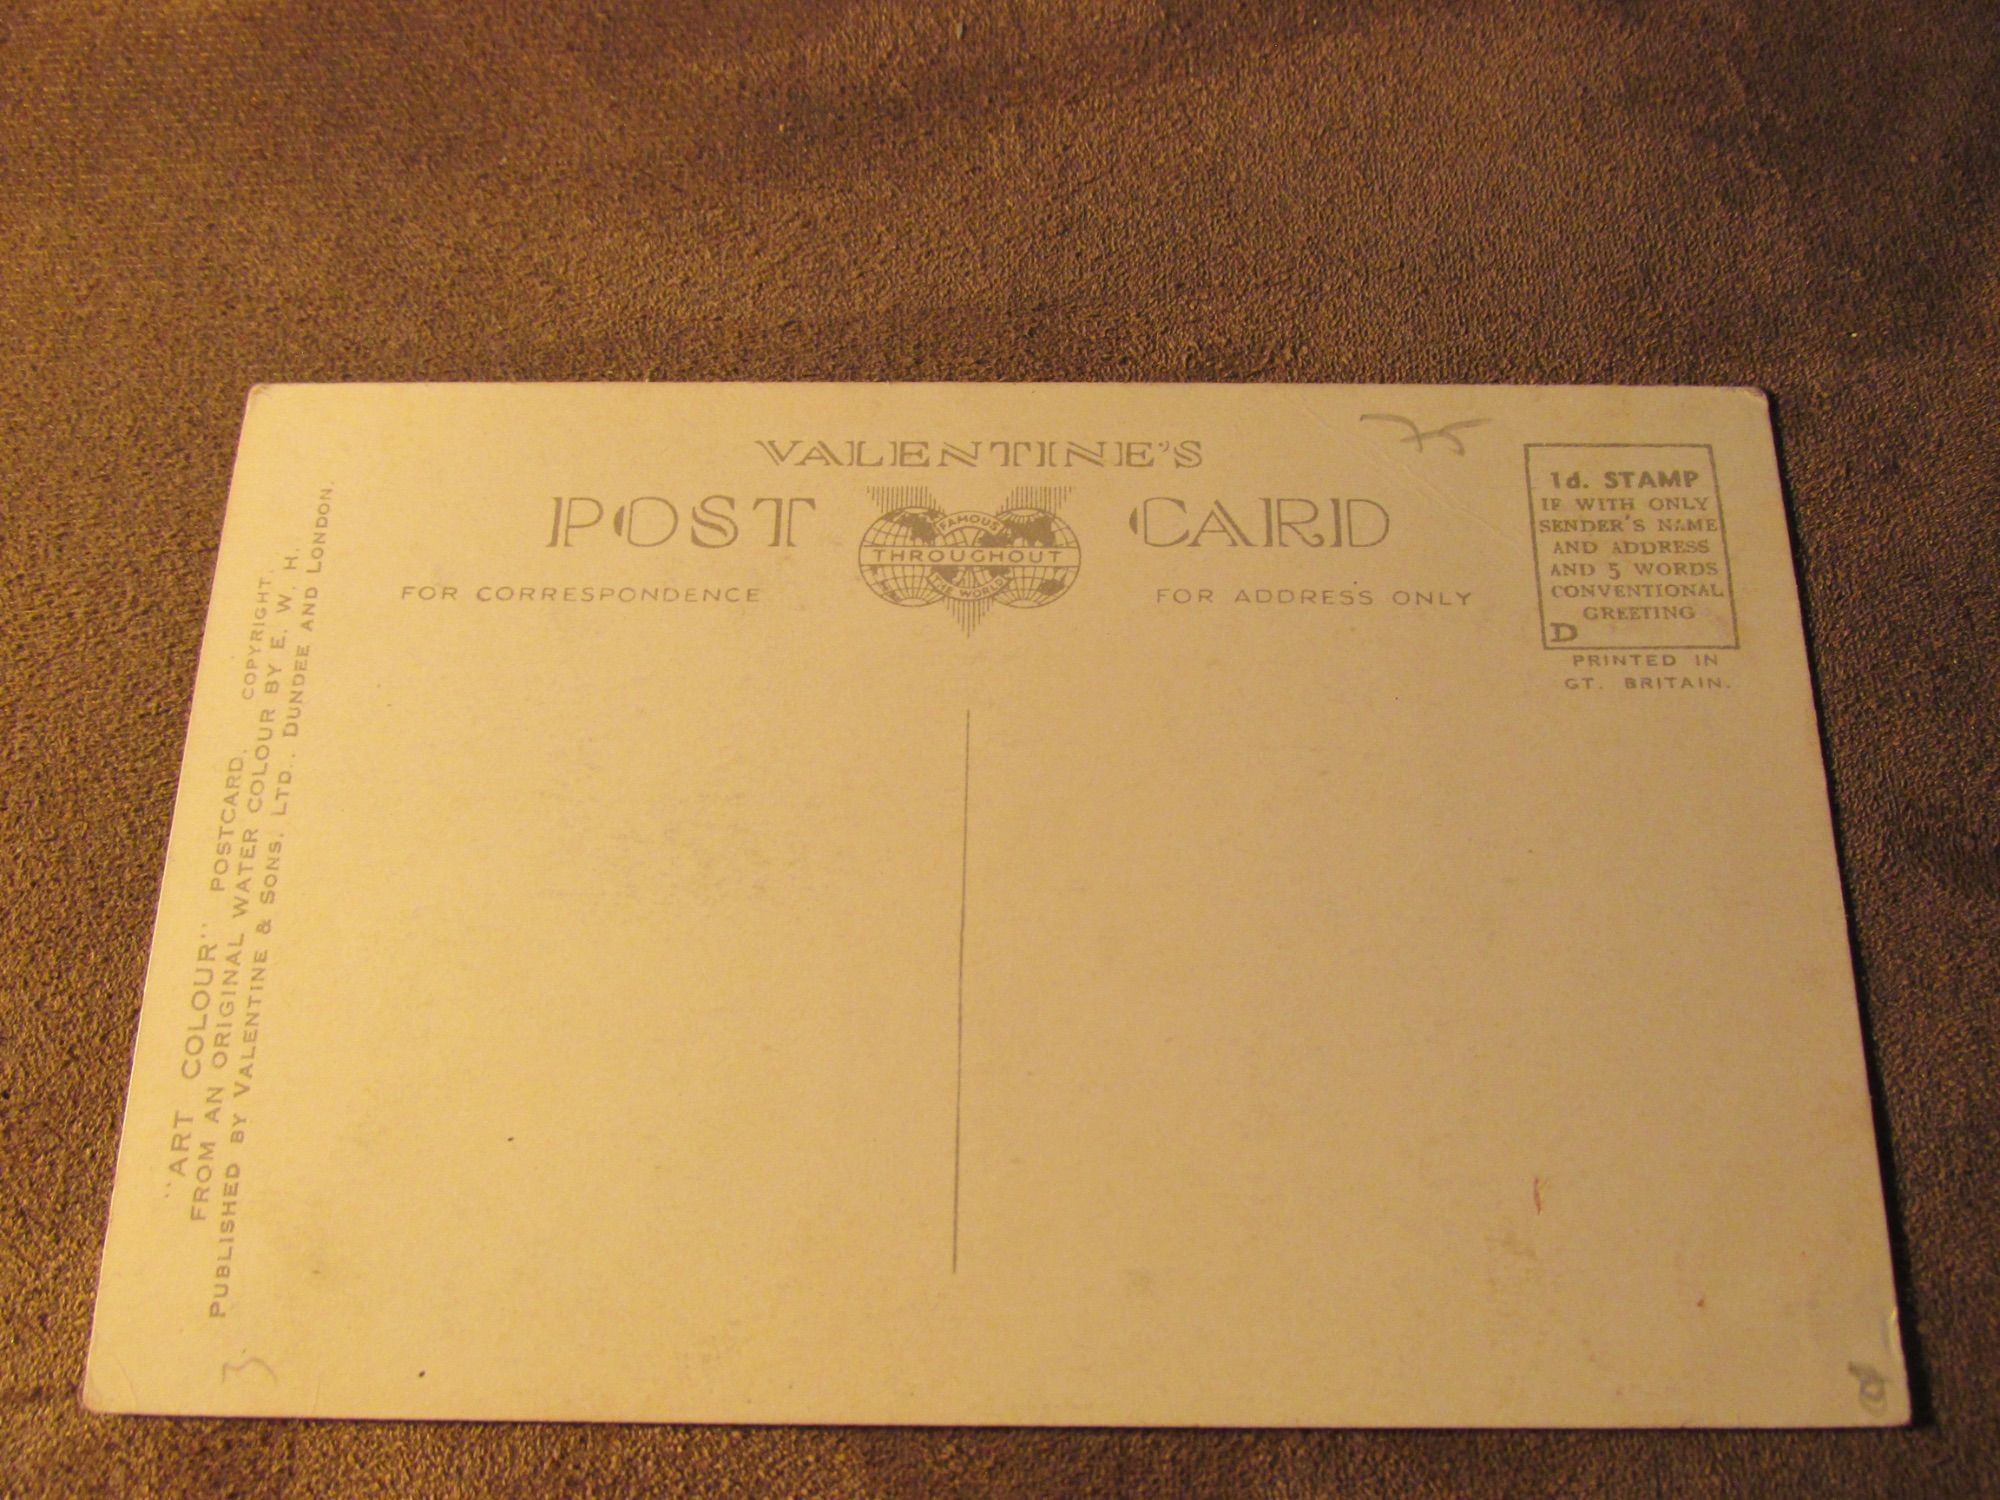 VALENTINE'S
POST CARD
FAMOUS
THROUGHOUT
THE WORLD
FOR CORRESPONDENCE
FOR ADDRESS ONLY
1d. STAMP
IF WITH ONLY
SENDER'S NAME
AND ADDRESS
AND 5 WORDS
CONVENTIONAL
GREETING
D
PRINTED IN
GT. BRITAIN.
"ART COLOUR" POSTCARD. COPYRIGHT.
FROM AN ORIGINAL WATER COLOUR BY E. W. H.
PUBLISHED BY VALENTINE & SONS, LTD., DUNDEE AND LONDON.
75
3